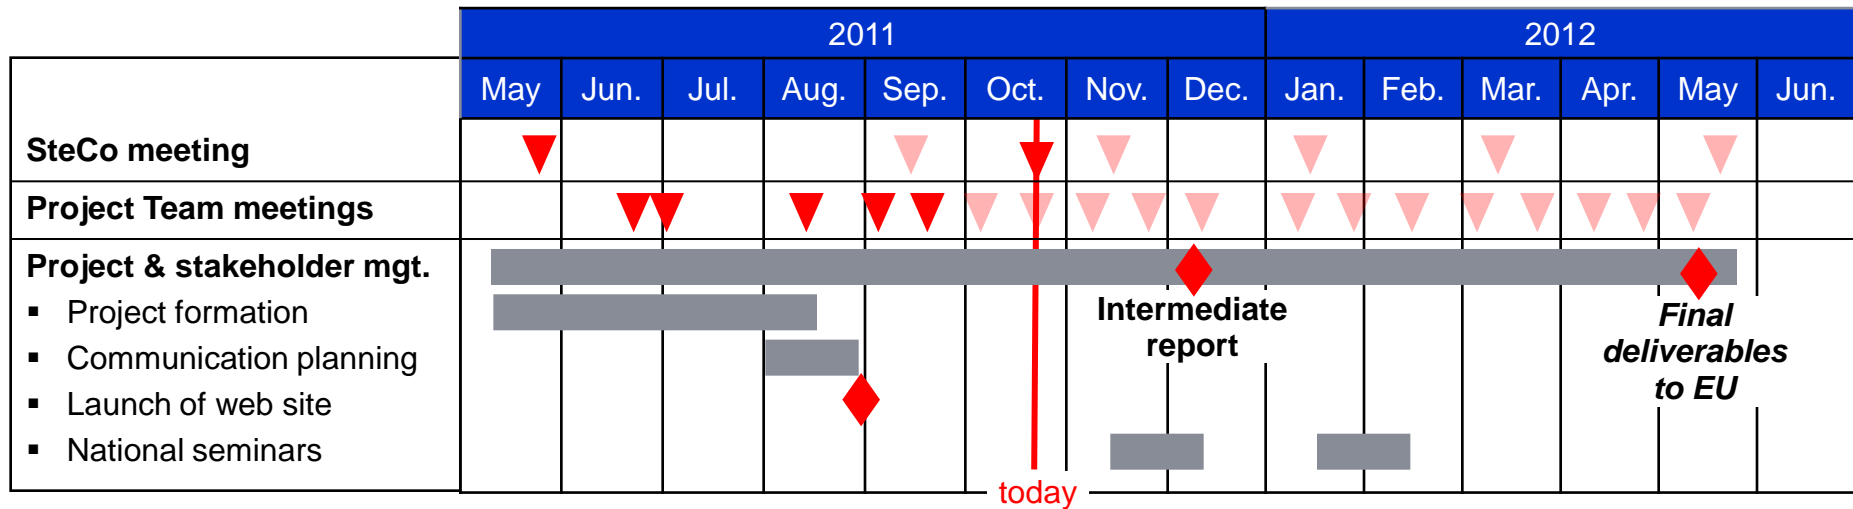 2011 2012
May Jun. Jul. Aug. Sep. Oct. Nov. Dec. Jan. Feb. Mar. Apr. May Jun.
SteCo meeting
Project Team meetings
Project & stakeholder mgt.
▪ Project formation
▪ Communication planning
▪ Launch of web site
▪ National seminars
Intermediate
report
Final
deliverables
to EU
today